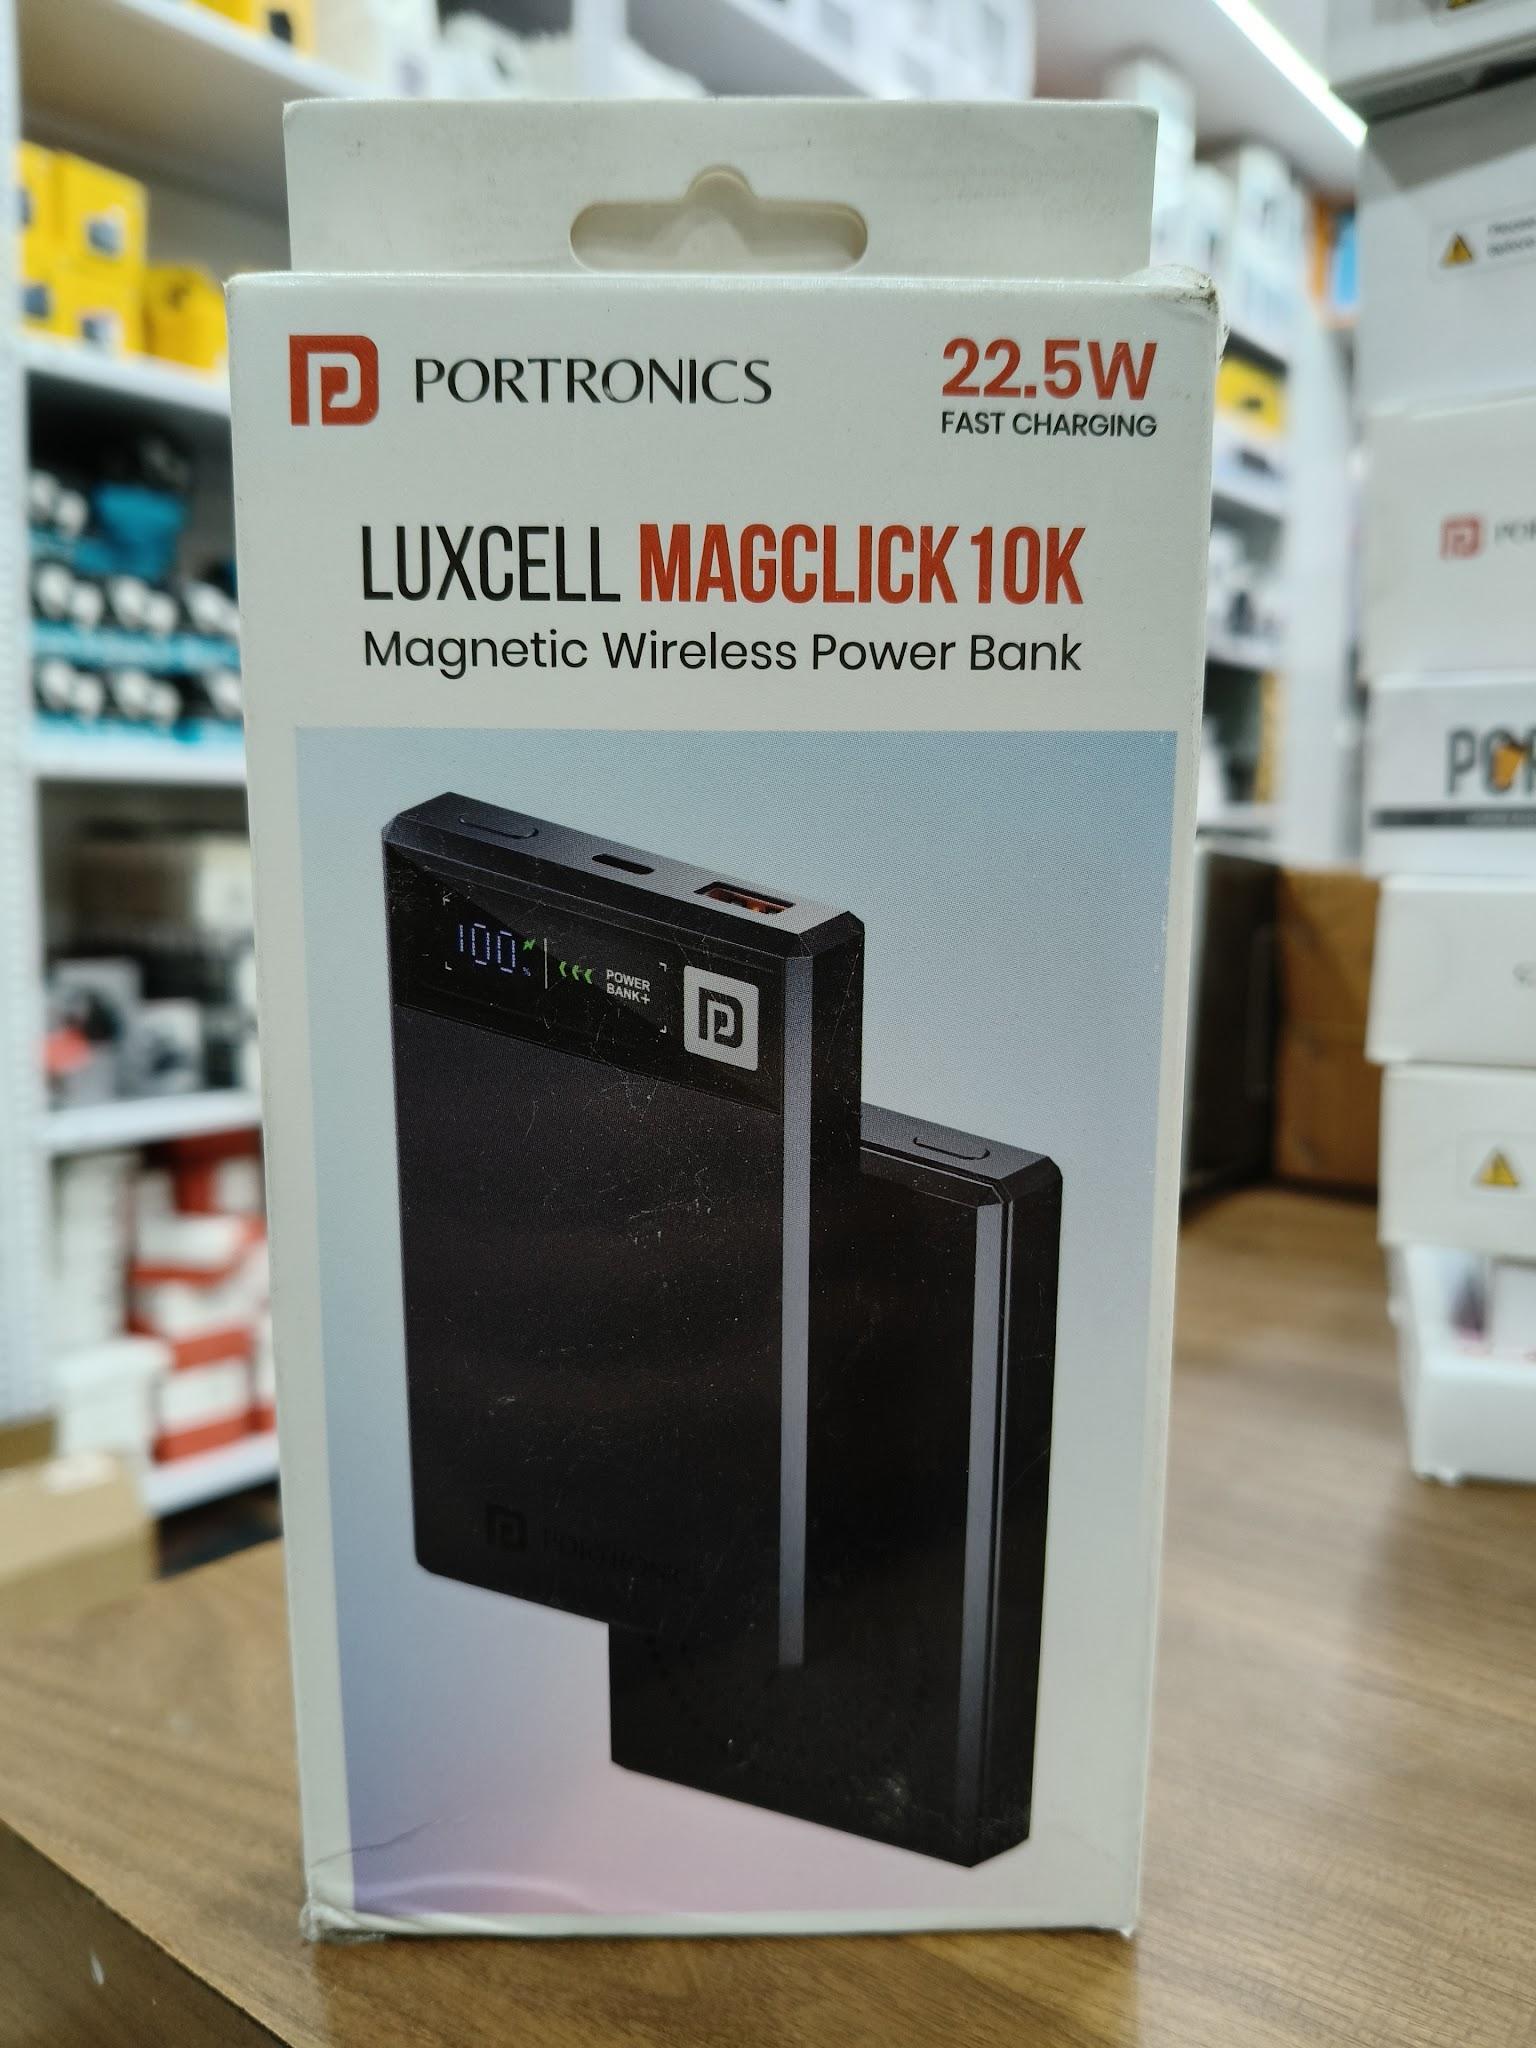 PORTRONICS
22.5W
FAST CHARGING
LUXCELL MAGCLICK 10K
Magnetic Wireless Power Bank
100%
POWER
BANK+
PORTRONICS